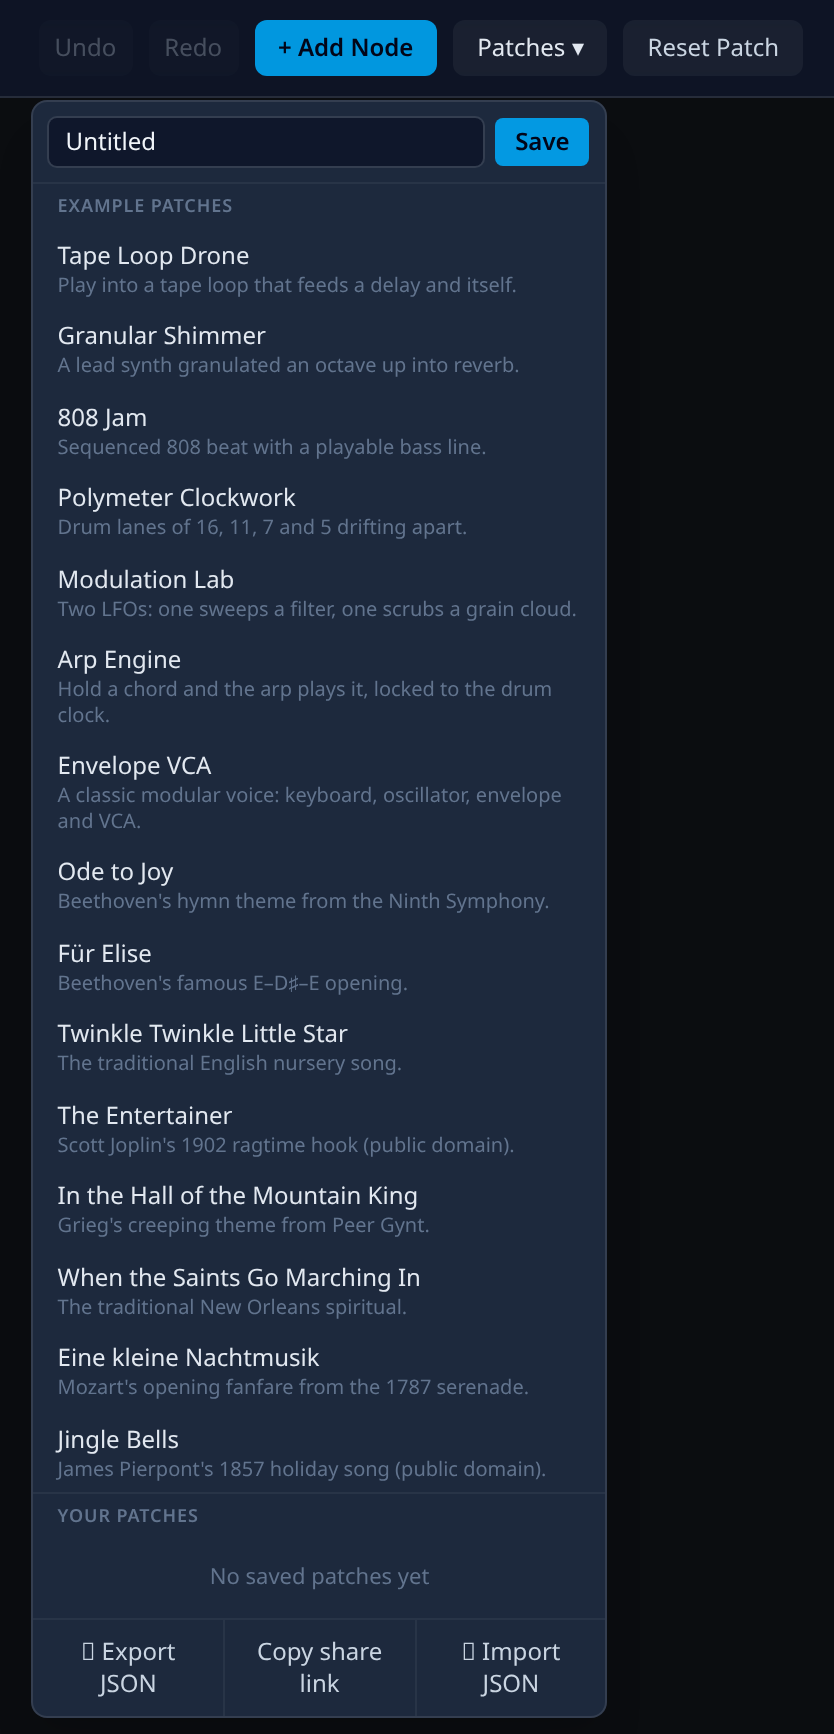 Undo Redo + Add Node Patches ▾ Reset Patch
Untitled Save
EXAMPLE PATCHES
Tape Loop Drone
Play into a tape loop that feeds a delay and itself.
Granular Shimmer
A lead synth granulated an octave up into reverb.
808 Jam
Sequenced 808 beat with a playable bass line.
Polymeter Clockwork
Drum lanes of 16, 11, 7 and 5 drifting apart.
Modulation Lab
Two LFOs: one sweeps a filter, one scrubs a grain cloud.
Arp Engine
Hold a chord and the arp plays it, locked to the drum
clock.
Envelope VCA
A classic modular voice: keyboard, oscillator, envelope
and VCA.
Ode to Joy
Beethoven's hymn theme from the Ninth Symphony.
Für Elise
Beethoven's famous E–D♯–E opening.
Twinkle Twinkle Little Star
The traditional English nursery song.
The Entertainer
Scott Joplin's 1902 ragtime hook (public domain).
In the Hall of the Mountain King
Grieg's creeping theme from Peer Gynt.
When the Saints Go Marching In
The traditional New Orleans spiritual.
Eine kleine Nachtmusik
Mozart's opening fanfare from the 1787 serenade.
Jingle Bells
James Pierpont's 1857 holiday song (public domain).
YOUR PATCHES
No saved patches yet
Export
JSON
Copy share
link
Import
JSON